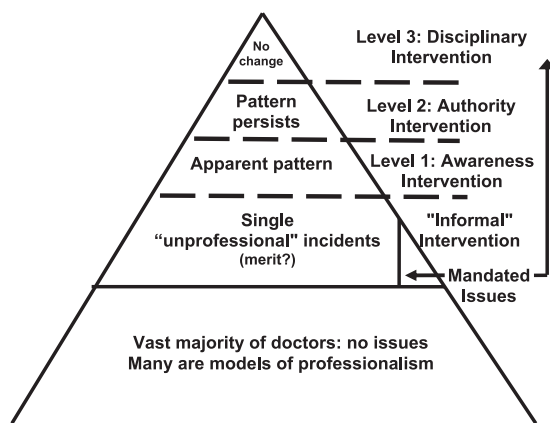 No
change
Level 3: Disciplinary
Intervention
Pattern
persists
Level 2: Authority
Intervention
Apparent pattern
Level 1: Awareness
Intervention
Single
“unprofessional" incidents
(merit?)
"Informal"
Intervention
Mandated
Issues
Vast majority of doctors: no issues
Many are models of professionalism